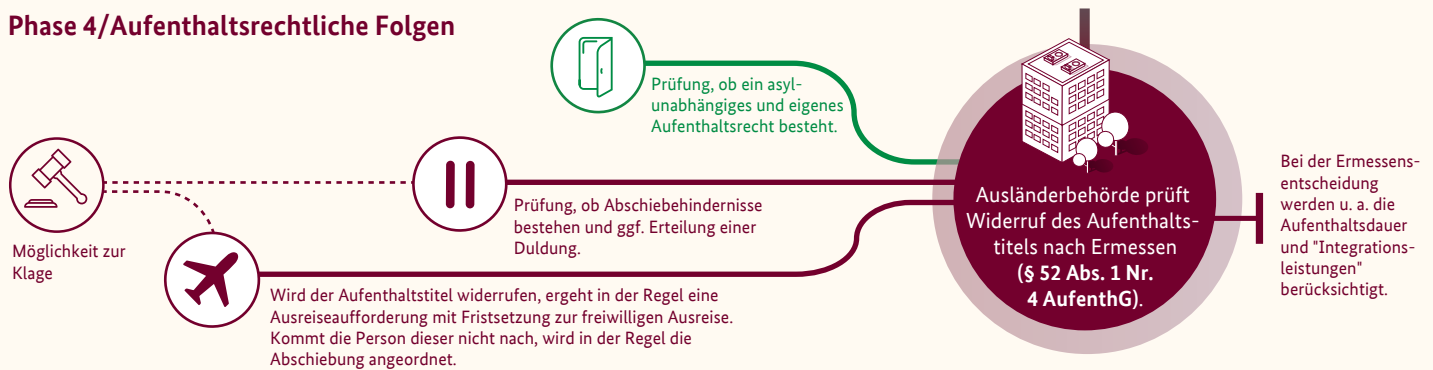 Phase 4/Aufenthaltsrechtliche Folgen
Prüfung, ob ein asyl-
unabhängiges und eigenes
Aufenthaltsrecht besteht.
Möglichkeit zur
Klage
Prüfung, ob Abschiebehindernisse
bestehen und ggf. Erteilung einer
Duldung.
Wird der Aufenthaltstitel widerrufen, ergeht in der Regel eine
Ausreiseaufforderung mit Fristsetzung zur freiwilligen Ausreise.
Kommt die Person dieser nicht nach, wird in der Regel die
Abschiebung angeordnet.
Ausländerbehörde prüft
Widerruf des Aufenthalts-
titels nach Ermessen
(§ 52 Abs. 1 Nr.
4 AufenthG).
Bei der Ermessens-
entscheidung
werden u. a. die
Aufenthaltsdauer
und "Integrations-
leistungen"
berücksichtigt.